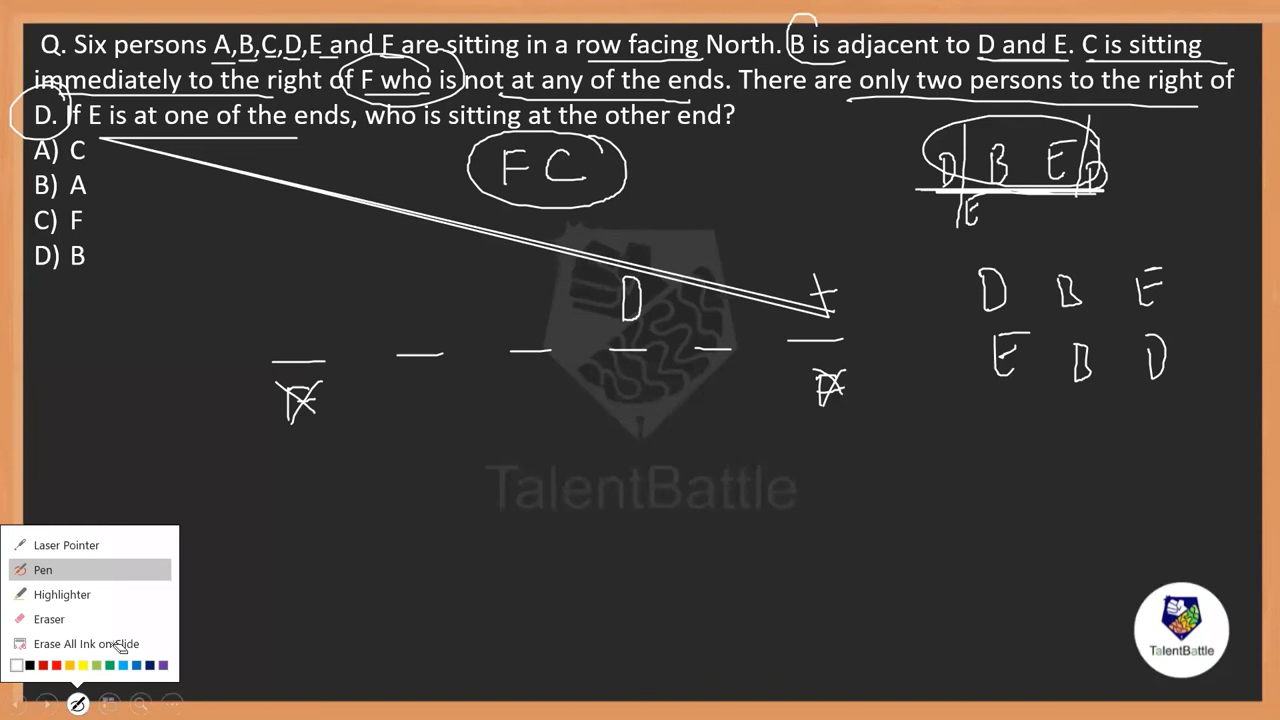 Q. Six persons A,B,C,D,E and F are sitting in a row facing North. B is adjacent to D and E. C is sitting
immediately to the right of F who is not at any of the ends. There are only two persons to the right of
D. If E is at one of the ends, who is sitting at the other end?
A) C
B) A
C) F
D) B
F C
D B E D
E
D B E
E B D
D
TalentBattle
Laser Pointer
Pen
Highlighter
Eraser
Erase All Ink on Slide
TalentBattle